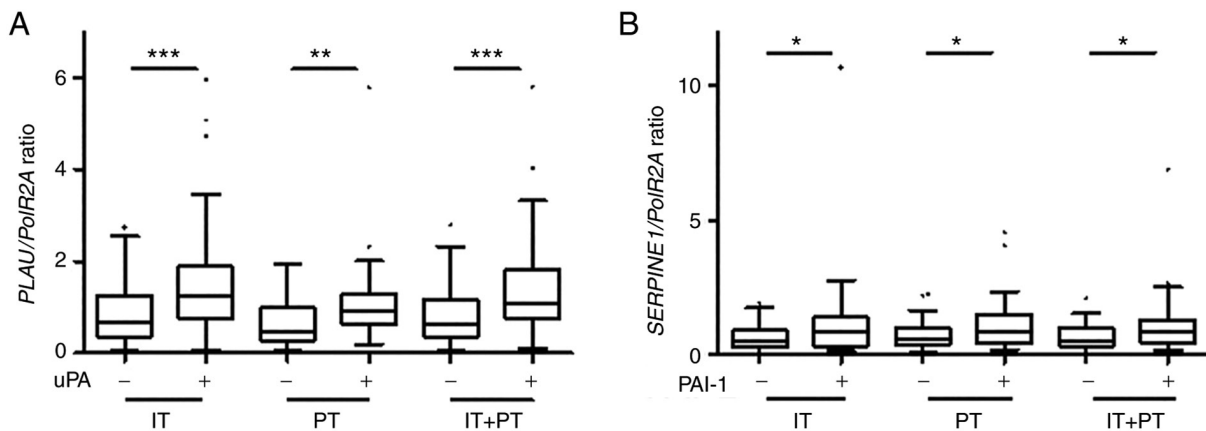 A
PLAU/PolR2A ratio
6
4
2
0
***
**
***
uPA
− + − + − +
IT PT IT+PT
B
SERPINE1/PolR2A ratio
10
5
0
*
*
*
PAI-1
− + − + − +
IT PT IT+PT